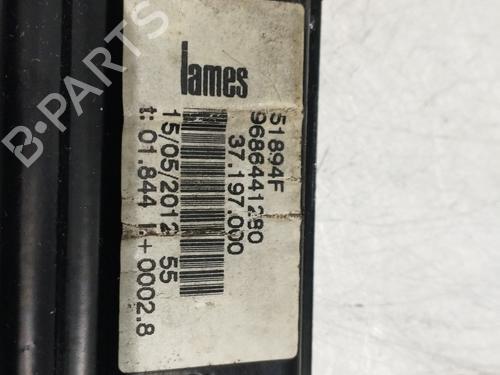 lames
51894F
9686441280
37.197.000
15/05/2012 55
t: 01.844 l:+0002.8
B-PARTS